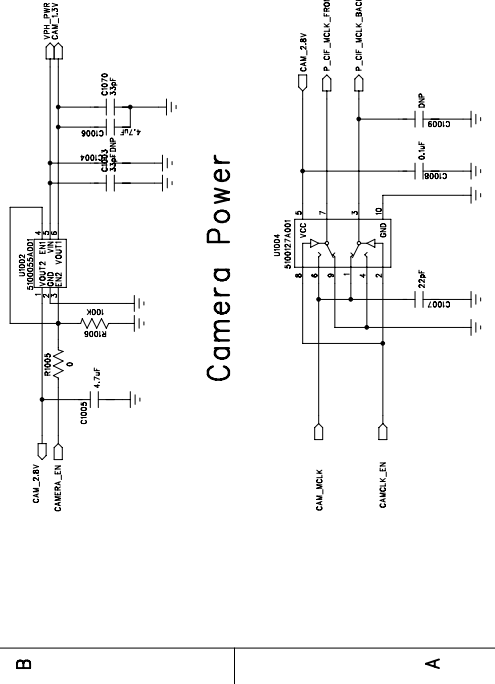 VPH_PWR
CAM_1.3V
C1070
33pF
C1006
4.7uF
C1004
DNP
C1003
33pF
U1002
5100055A001
4 EN1
5 VIN
6 VOUT1
1 VOUT2
2 GND
3 EN2
100K
R1006
R1005
0
4.7uF
C1005
CAM_2.8V
CAMERA_EN
Camera Power
CAM_2.8V
P_CIF_MCLK_FRO
P_CIF_MCLK_BAC
DNP
C1009
0.1uF
C1008
U1004
5100127A001
5 VCC
7
3
10 GND
8
6
9
1
4
2
22pF
C1007
CAM_MCLK
CAMCLK_EN
B
A